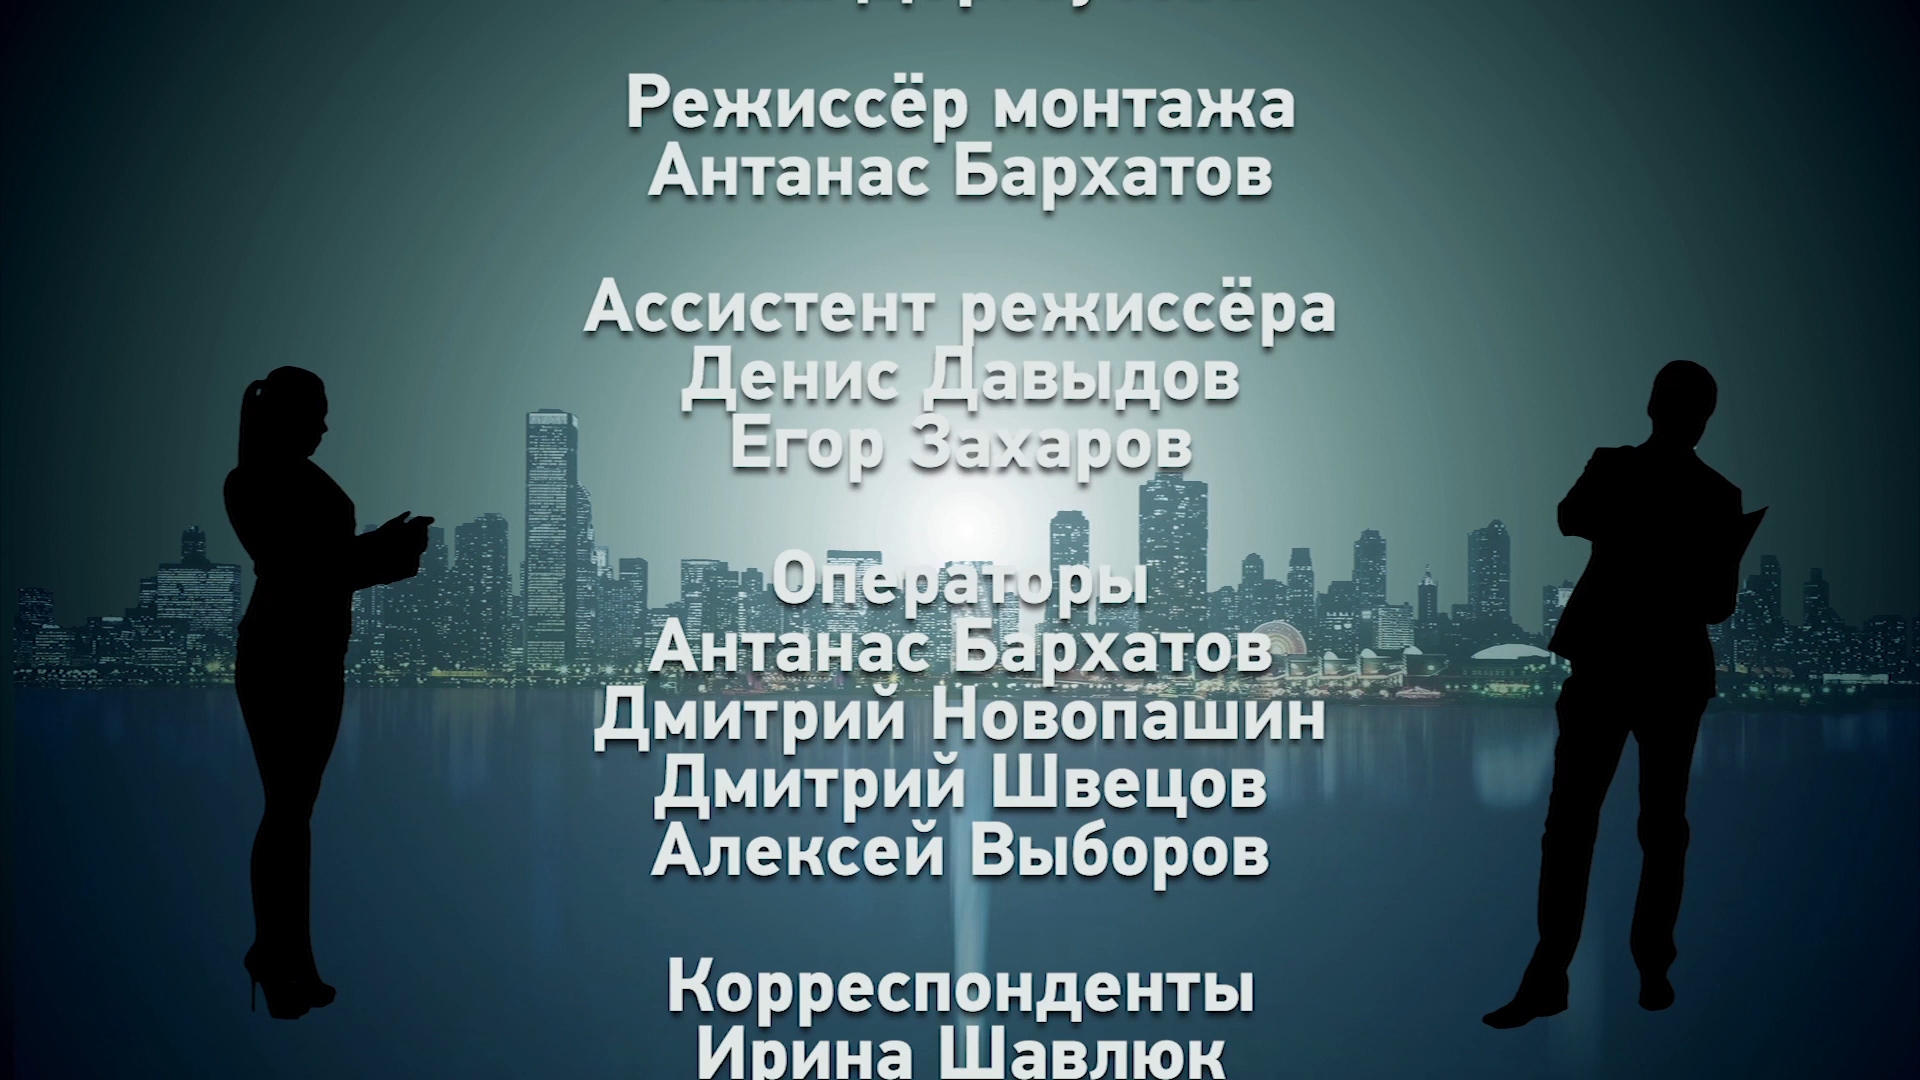 Режиссёр монтажа
Антанас Бархатов
Ассистент режиссёра
Денис Давыдов
Егор Захаров
Операторы
Антанас Бархатов
Дмитрий Новопашин
Дмитрий Швецов
Алексей Выборов
Корреспонденты
Ирина Шавлюк